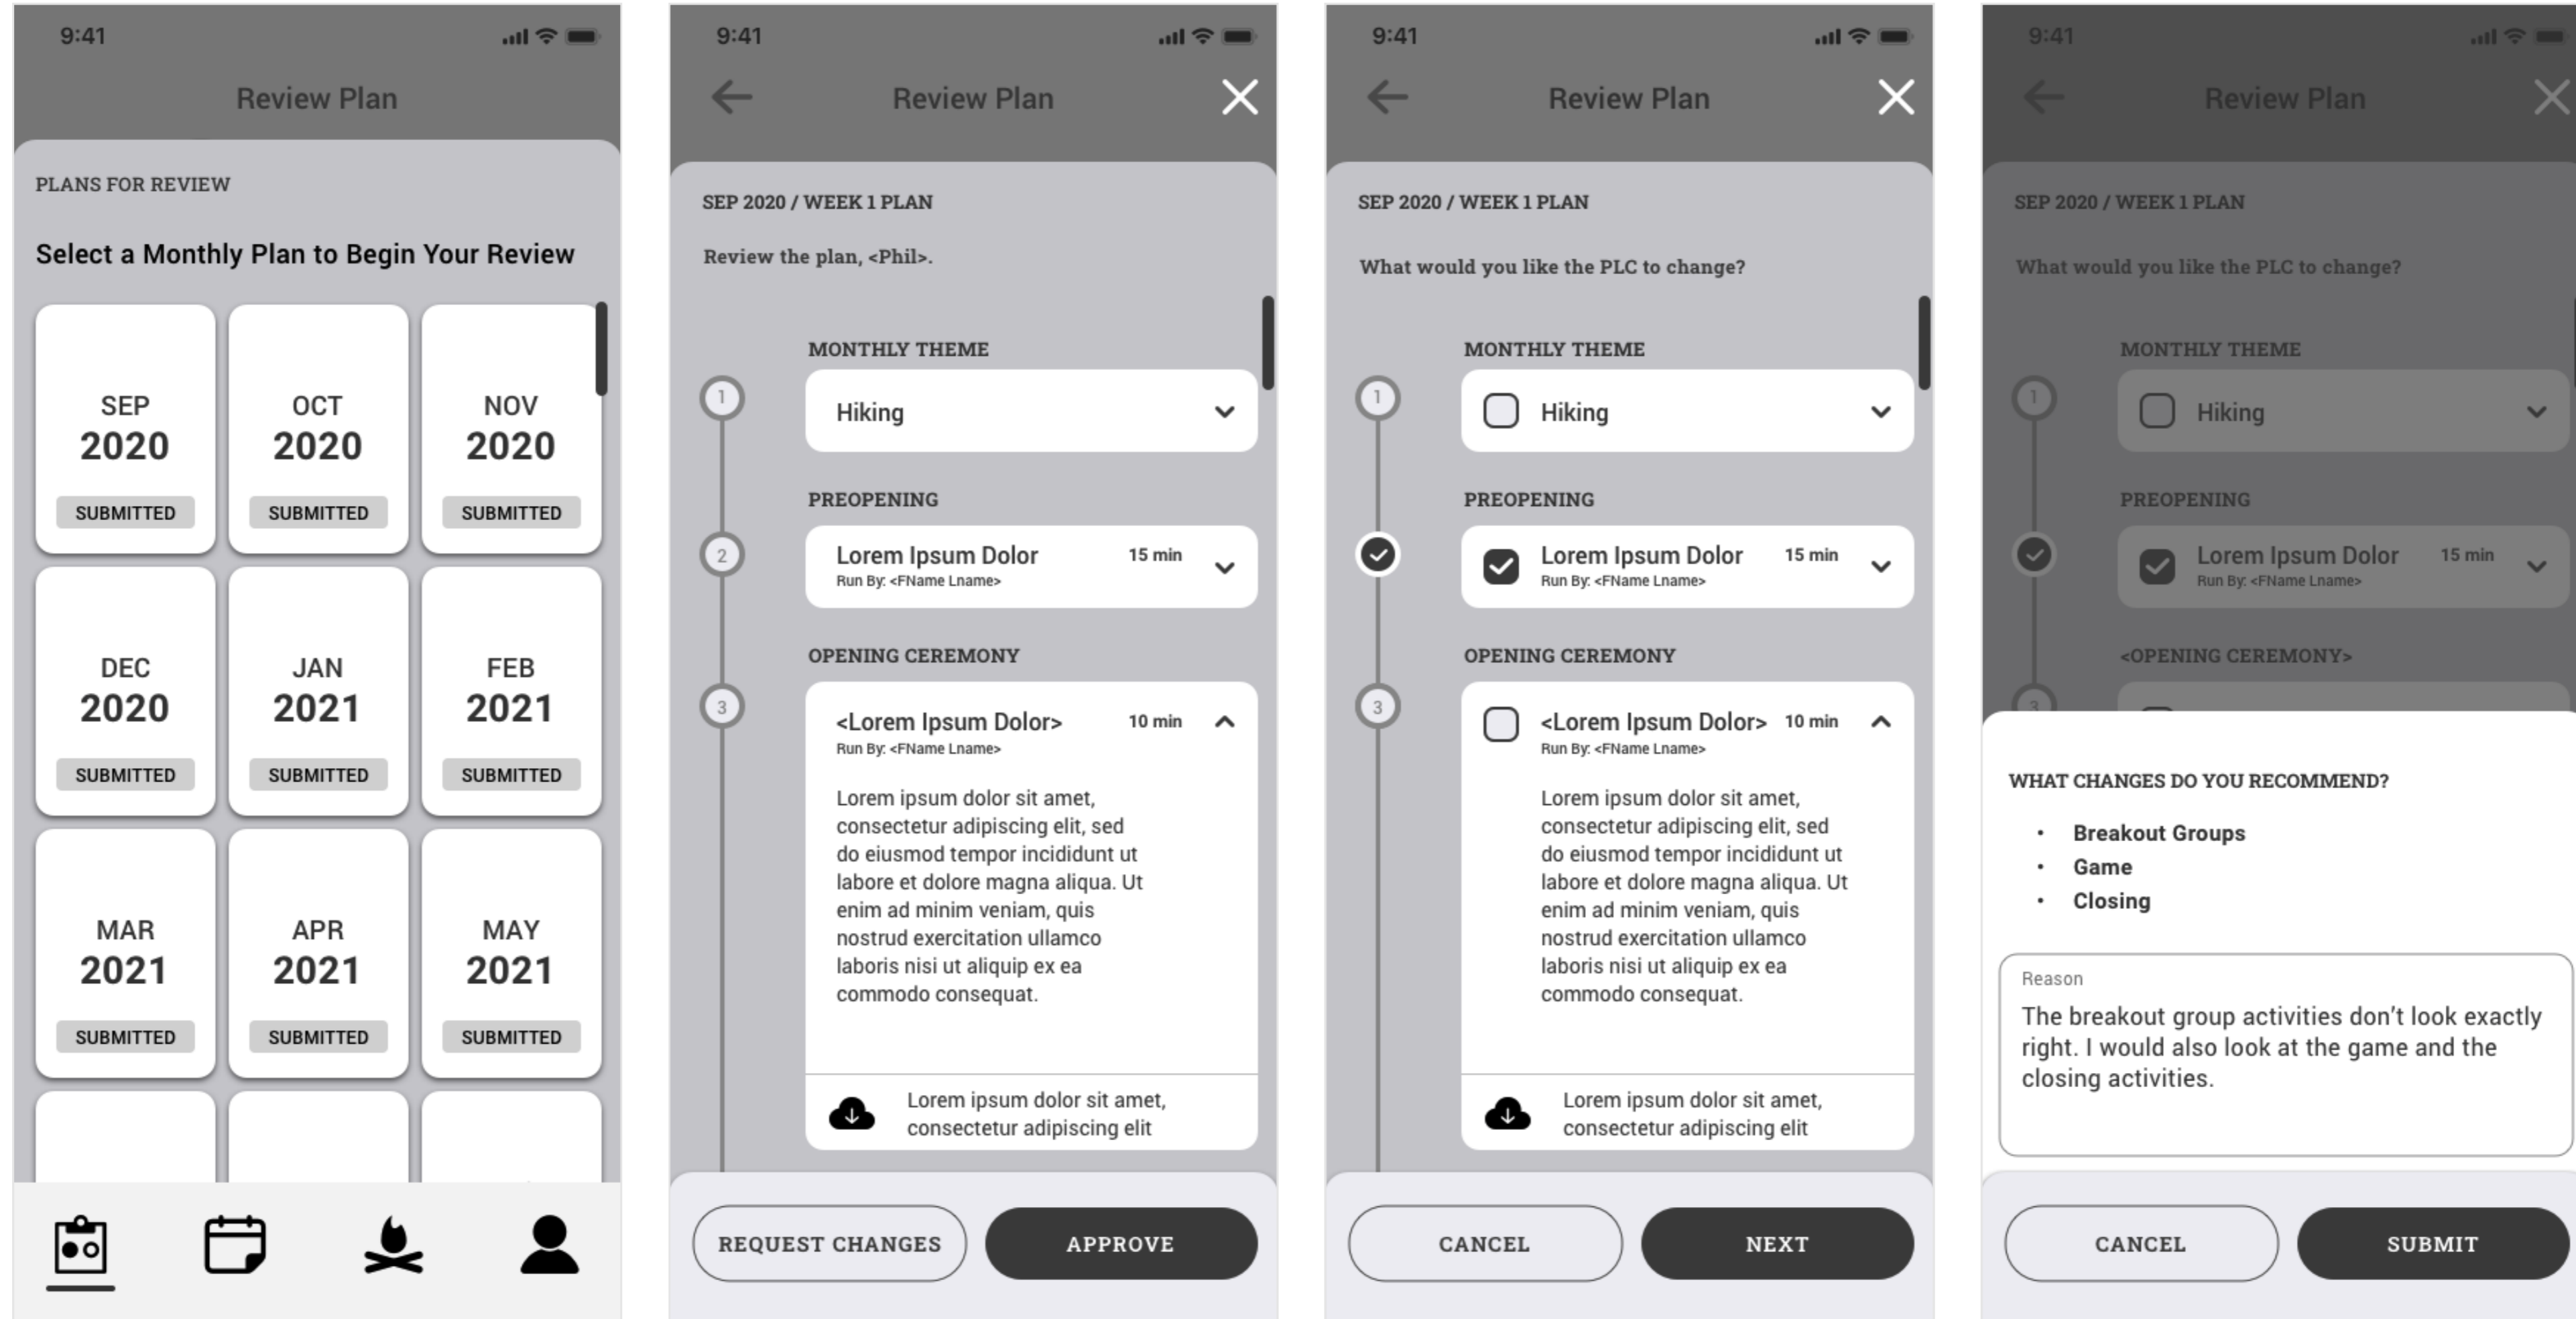 9:41
Review Plan
PLANS FOR REVIEW
Select a Monthly Plan to Begin Your Review
SEP
2020
SUBMITTED
OCT
2020
SUBMITTED
NOV
2020
SUBMITTED
DEC
2020
SUBMITTED
JAN
2021
SUBMITTED
FEB
2021
SUBMITTED
MAR
2021
SUBMITTED
APR
2021
SUBMITTED
MAY
2021
SUBMITTED
9:41
Review Plan
SEP 2020 / WEEK 1 PLAN
Review the plan, <Phil>.
MONTHLY THEME
1
Hiking
PREOPENING
2
Lorem Ipsum Dolor 15 min
Run By: <FName Lname>
OPENING CEREMONY
3
<Lorem Ipsum Dolor> 10 min
Run By: <FName Lname>
Lorem ipsum dolor sit amet,
consectetur adipiscing elit, sed
do eiusmod tempor incididunt ut
labore et dolore magna aliqua. Ut
enim ad minim veniam, quis
nostrud exercitation ullamco
laboris nisi ut aliquip ex ea
commodo consequat.
Lorem ipsum dolor sit amet,
consectetur adipiscing elit
REQUEST CHANGES
APPROVE
9:41
Review Plan
SEP 2020 / WEEK 1 PLAN
What would you like the PLC to change?
MONTHLY THEME
1
Hiking
PREOPENING
Lorem Ipsum Dolor 15 min
Run By: <FName Lname>
OPENING CEREMONY
3
<Lorem Ipsum Dolor> 10 min
Run By: <FName Lname>
Lorem ipsum dolor sit amet,
consectetur adipiscing elit, sed
do eiusmod tempor incididunt ut
labore et dolore magna aliqua. Ut
enim ad minim veniam, quis
nostrud exercitation ullamco
laboris nisi ut aliquip ex ea
commodo consequat.
Lorem ipsum dolor sit amet,
consectetur adipiscing elit
CANCEL
NEXT
9:41
Review Plan
SEP 2020 / WEEK 1 PLAN
What would you like the PLC to change?
MONTHLY THEME
1
Hiking
PREOPENING
Lorem Ipsum Dolor 15 min
Run By: <FName Lname>
<OPENING CEREMONY>
3
WHAT CHANGES DO YOU RECOMMEND?
• Breakout Groups
• Game
• Closing
Reason
The breakout group activities don’t look exactly
right. I would also look at the game and the
closing activities.
CANCEL
SUBMIT